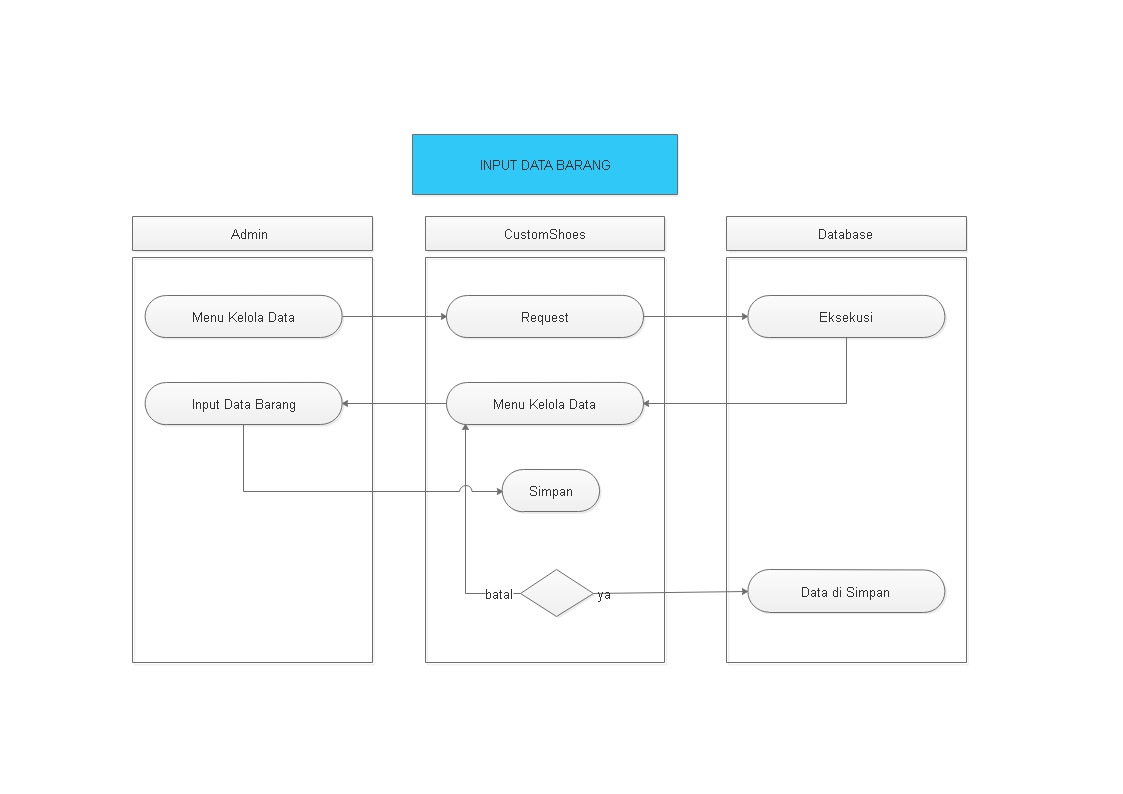 INPUT DATA BARANG
Admin
CustomShoes
Database
Menu Kelola Data
Request
Eksekusi
Input Data Barang
Menu Kelola Data
Simpan
batal
ya
Data di Simpan